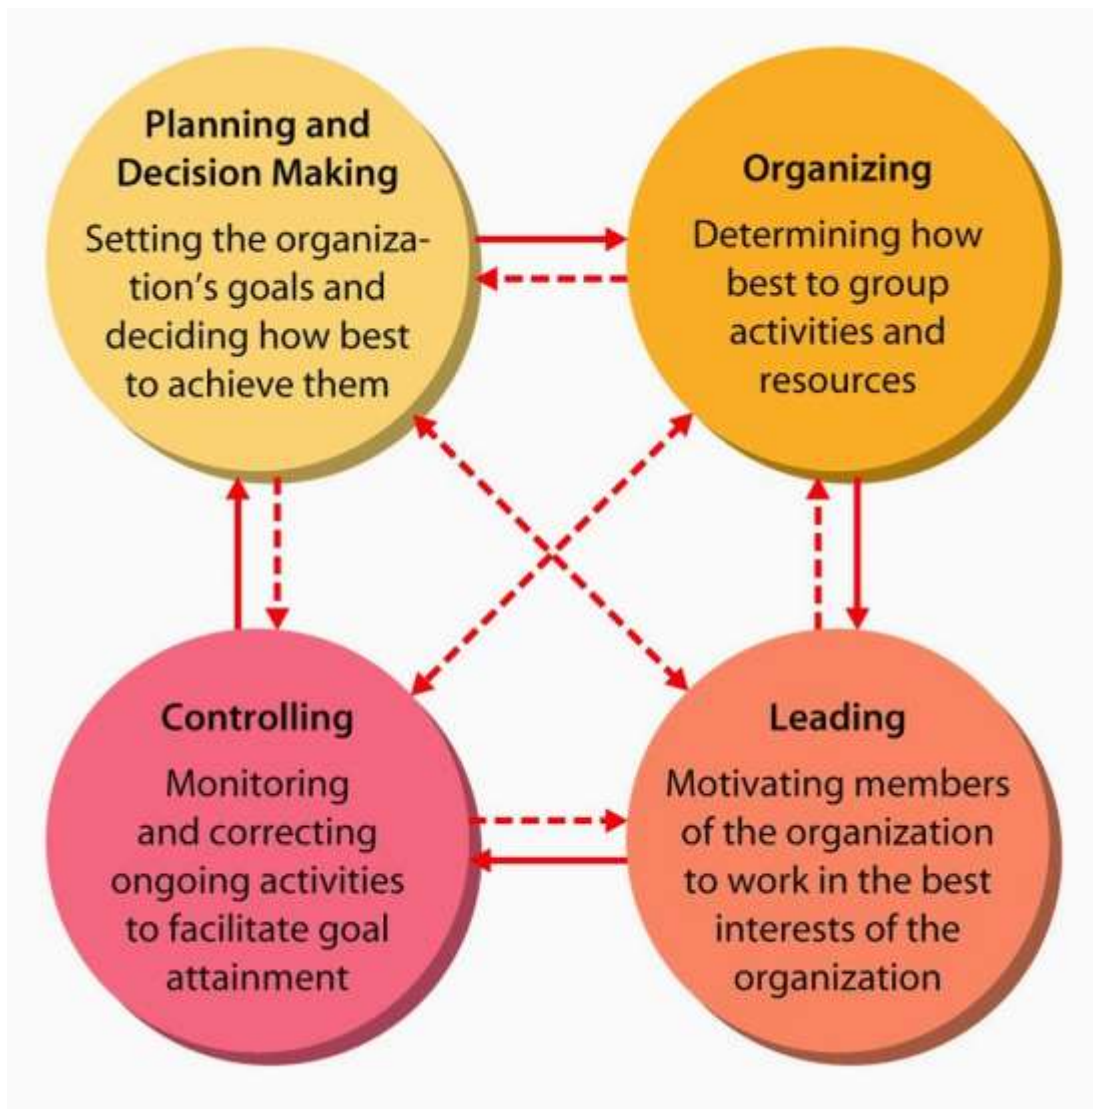 Planning and
Decision Making
Setting the organiza-
tion's goals and
deciding how best
to achieve them
Organizing
Determining how
best to group
activities and
resources
Controlling
Monitoring
and correcting
ongoing activities
to facilitate goal
attainment
Leading
Motivating members
of the organization
to work in the best
interests of the
organization